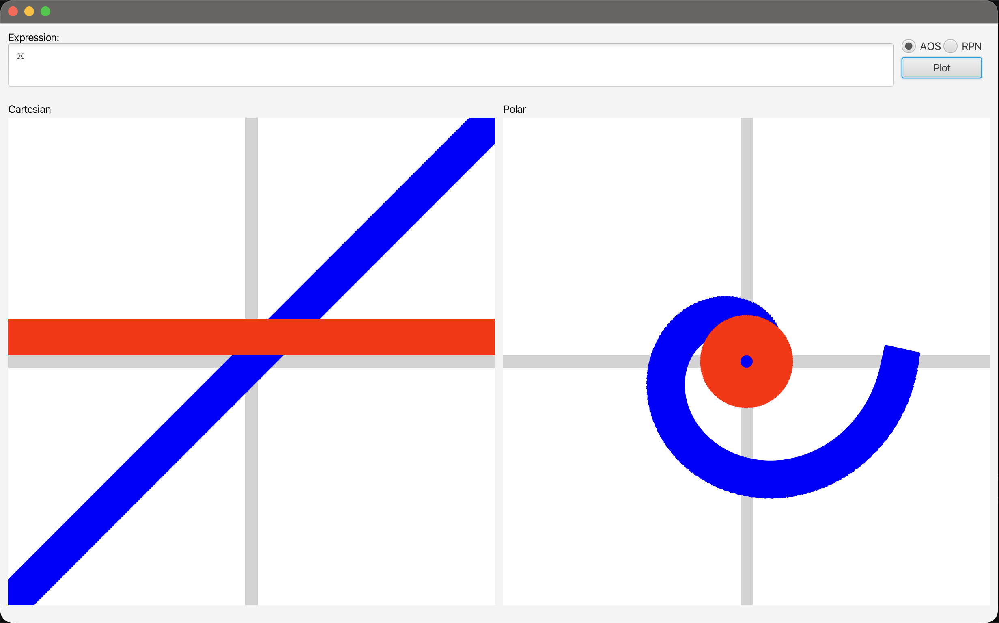 Expression:
x
AOS RPN
Plot
Cartesian
Polar